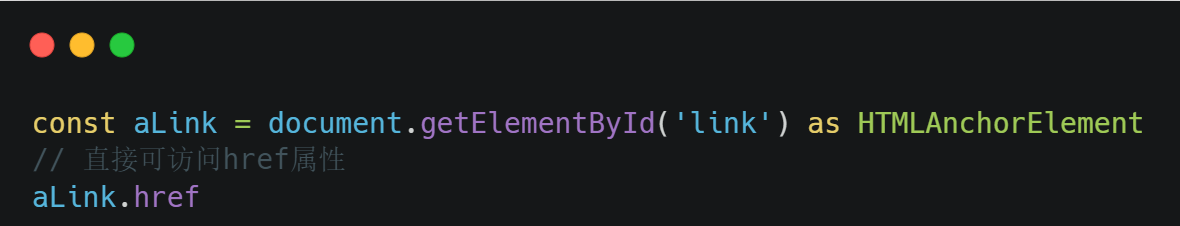 const aLink = document.getElementById('link') as HTMLAnchorElement
// 直接可访问href属性
aLink.href